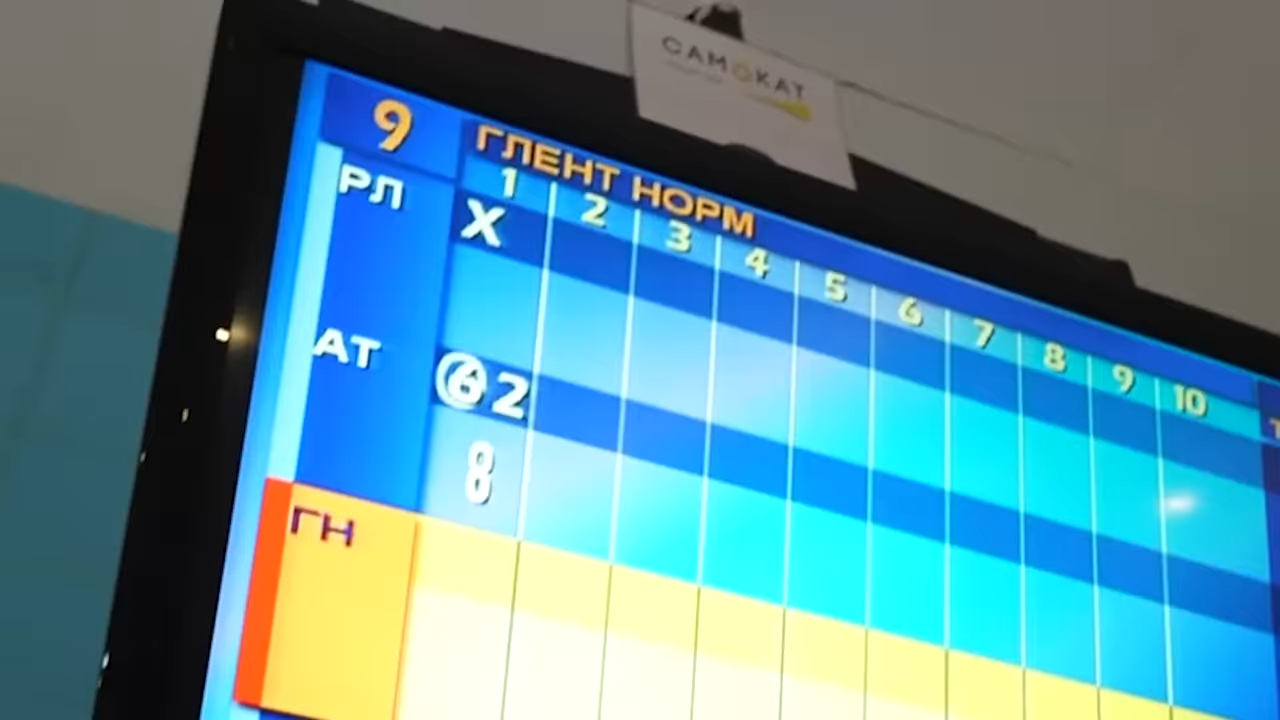 САМОКАТ
9 ГЛЕНТ НОРМ
1 2 3 4 5 6 7 8 9 10
РЛ X
АТ 6 2
8
ГН